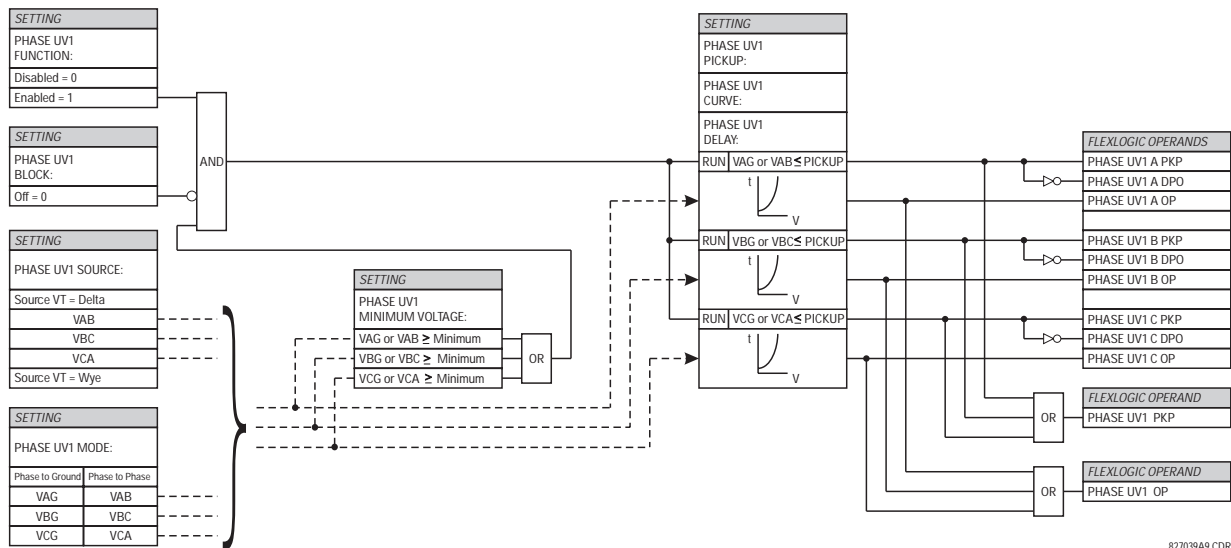 SETTING
PHASE UV1
FUNCTION:
Disabled = 0
Enabled = 1
SETTING
PHASE UV1
BLOCK:
Off = 0
SETTING
PHASE UV1 SOURCE:
Source VT = Delta
VAB
VBC
VCA
Source VT = Wye
SETTING
PHASE UV1 MODE:
Phase to Ground Phase to Phase
VAG VAB
VBG VBC
VCG VCA
AND
SETTING
PHASE UV1
MINIMUM VOLTAGE:
VAG or VAB ≥ Minimum
VBG or VBC ≥ Minimum
VCG or VCA ≥ Minimum
OR
SETTING
PHASE UV1
PICKUP:
PHASE UV1
CURVE:
PHASE UV1
DELAY:
RUN VAG or VAB ≤ PICKUP
t
V
RUN VBG or VBC ≤ PICKUP
t
V
RUN VCG or VCA ≤ PICKUP
t
V
FLEXLOGIC OPERANDS
PHASE UV1 A PKP
PHASE UV1 A DPO
PHASE UV1 A OP
PHASE UV1 B PKP
PHASE UV1 B DPO
PHASE UV1 B OP
PHASE UV1 C PKP
PHASE UV1 C DPO
PHASE UV1 C OP
OR
FLEXLOGIC OPERAND
PHASE UV1 PKP
OR
FLEXLOGIC OPERAND
PHASE UV1 OP
827039A9.CDR